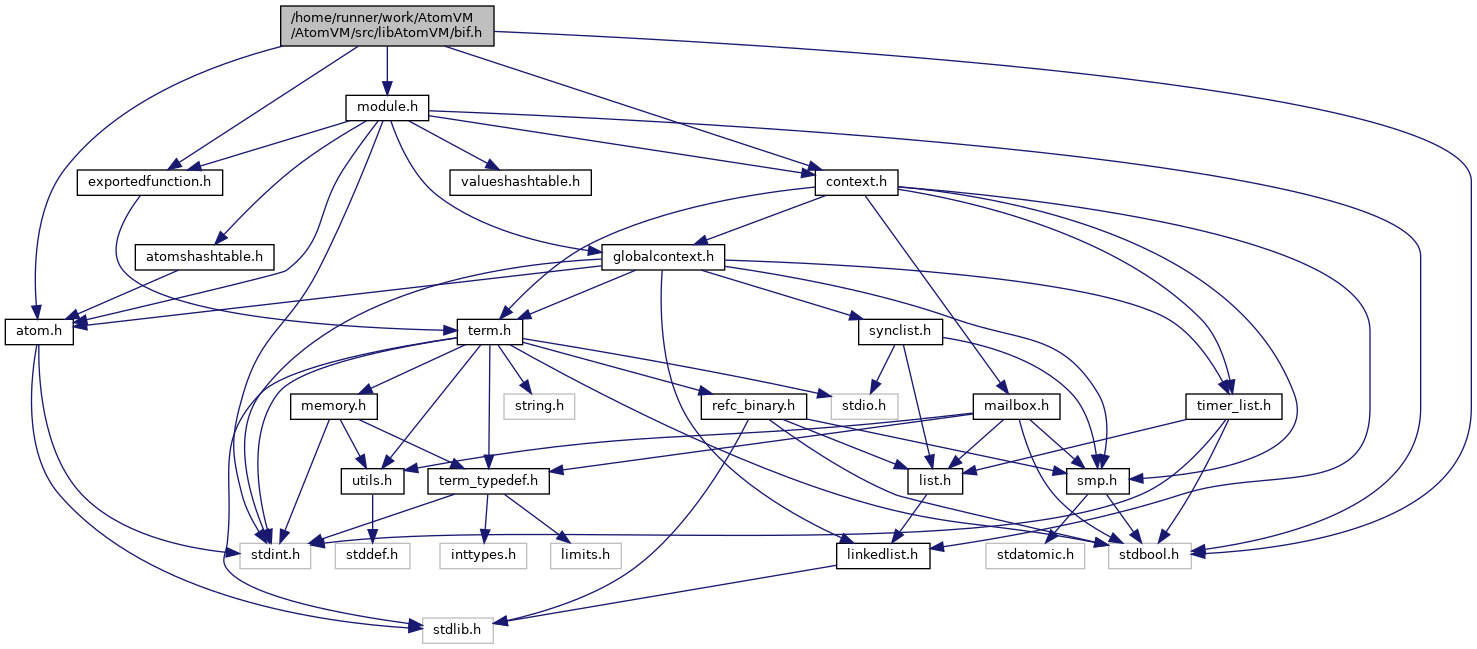 /home/runner/work/AtomVM
/AtomVM/src/libAtomVM/bif.h
module.h
exportedfunction.h
valueshashtable.h
context.h
atomshashtable.h
globalcontext.h
atom.h
term.h
synclist.h
memory.h
string.h
refc_binary.h
stdio.h
mailbox.h
timer_list.h
utils.h
term_typedef.h
list.h
smp.h
stdint.h
stddef.h
inttypes.h
limits.h
linkedlist.h
stdatomic.h
stdbool.h
stdlib.h